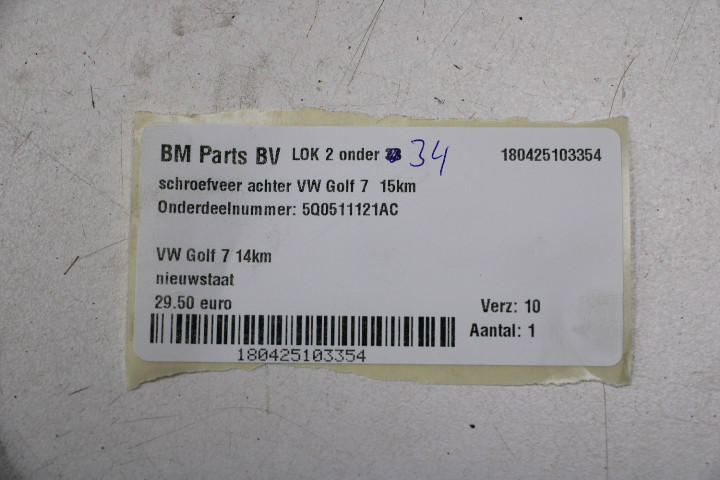 BM Parts BV LOK 2 onder 34 180425103354
schroefveer achter VW Golf 7 15km
Onderdeelnummer: 5Q0511121AC
VW Golf 7 14km
nieuwstaat
29.50 euro Verz: 10
Aantal: 1
180425103354